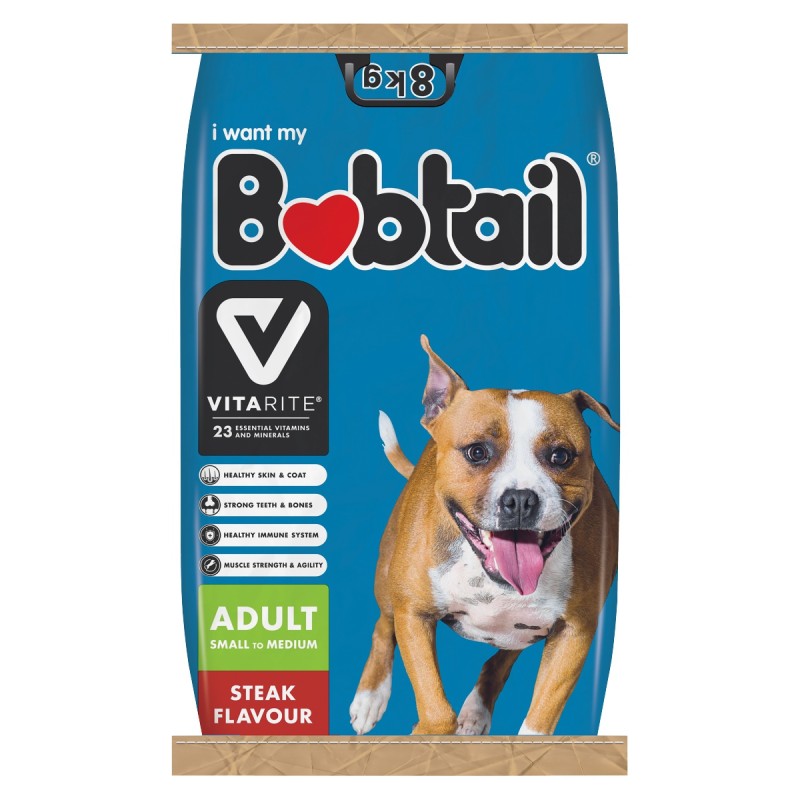 8kg
i want my
Bobtail®
VITARITE®
23 ESSENTIAL VITAMINS
AND MINERALS
HEALTHY SKIN & COAT
STRONG TEETH & BONES
HEALTHY IMMUNE SYSTEM
MUSCLE STRENGTH & AGILITY
ADULT
SMALL TO MEDIUM
STEAK
FLAVOUR